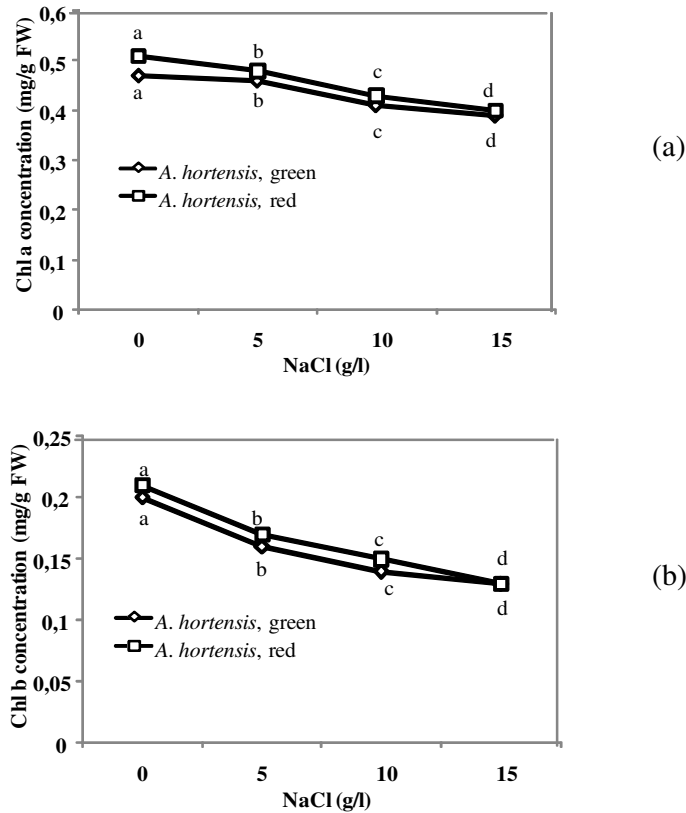 0,6
0,5
0,4
0,3
0,2
0,1
0
Chl a concentration (mg/g FW)
a
b
c
d
a
b
c
d
A. hortensis, green
A. hortensis, red
0 5 10 15
NaCl (g/l)
(a)
0,25
0,2
0,15
0,1
0,05
0
Chl b concentration (mg/g FW)
a
b
c
d
a
b
c
d
A. hortensis, green
A. hortensis, red
0 5 10 15
NaCl (g/l)
(b)